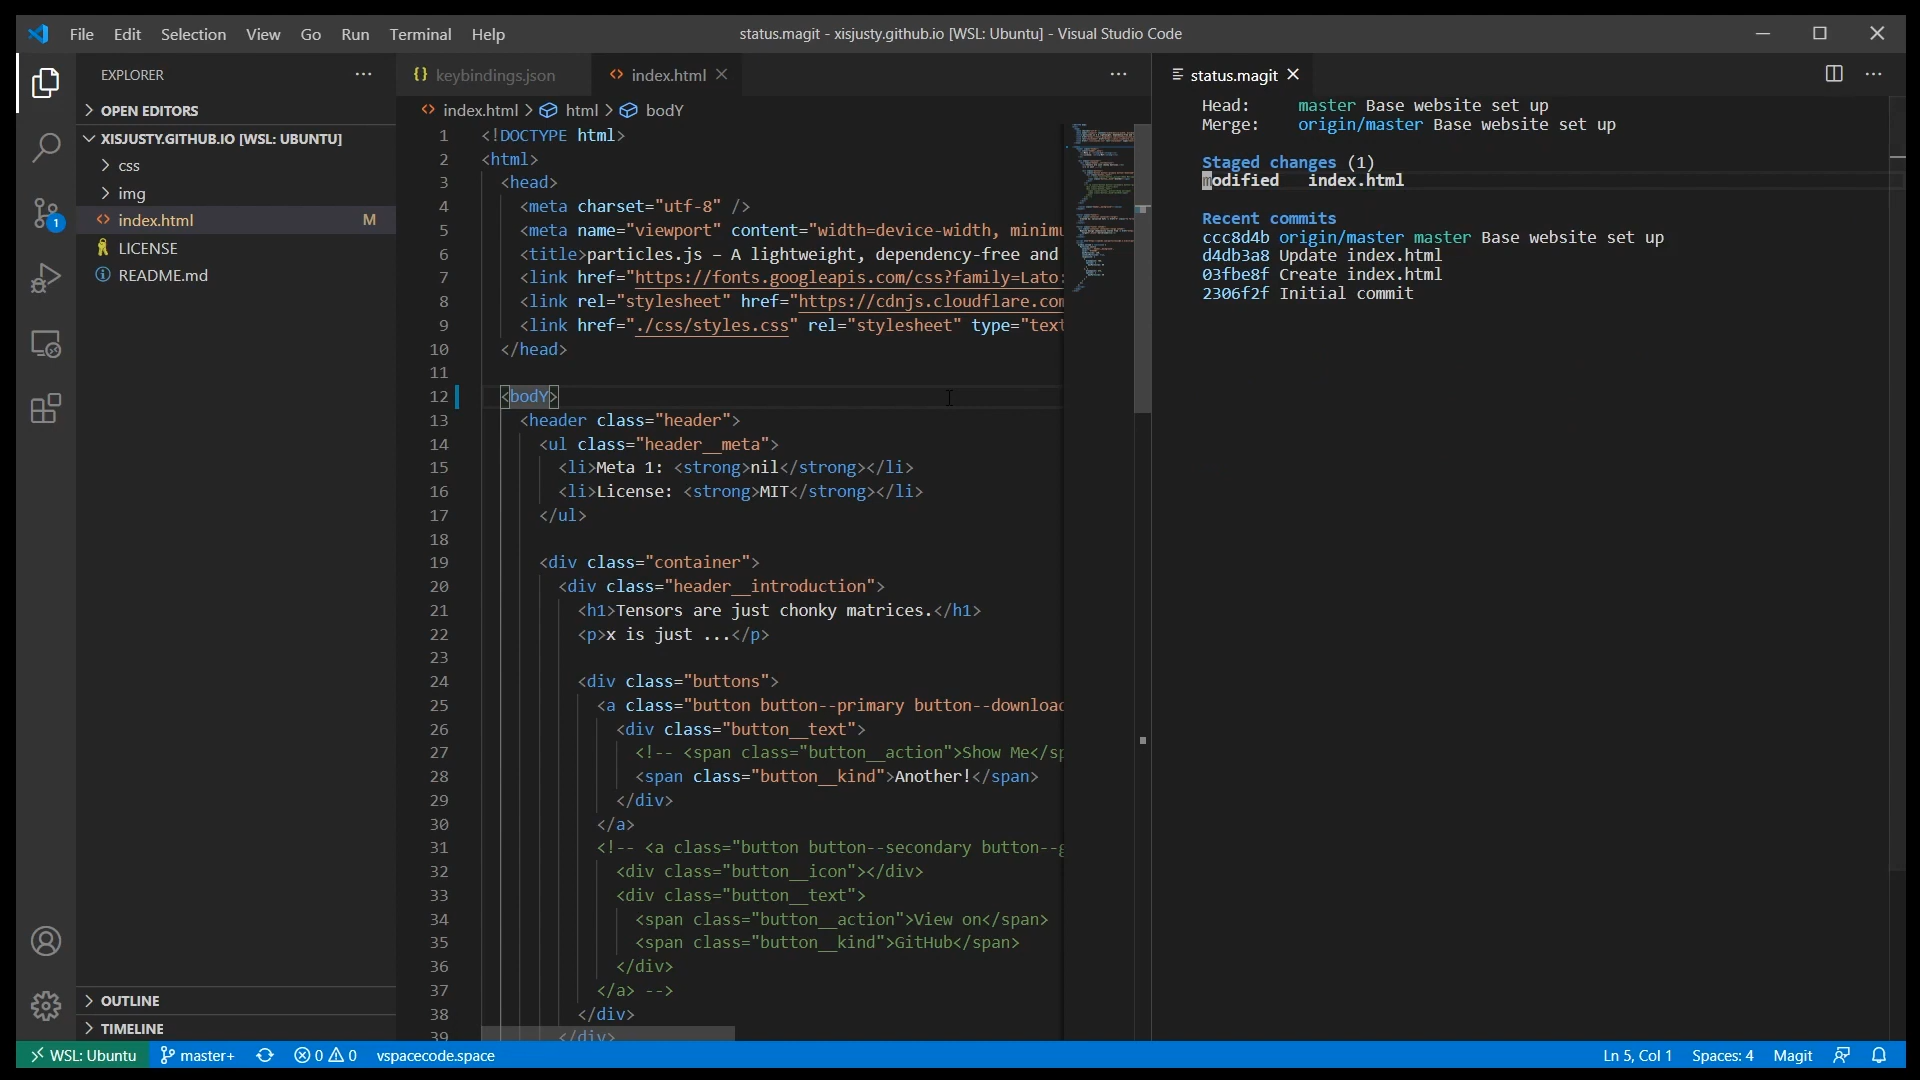 File Edit Selection View Go Run Terminal Help
status.magit - xisjusty.github.io [WSL: Ubuntu] - Visual Studio Code
EXPLORER
OPEN EDITORS
XISJUSTY.GITHUB.IO [WSL: UBUNTU]
css
img
index.html M
LICENSE
README.md
1
OUTLINE
TIMELINE
{} keybindings.json
<> index.html
<> index.html > html > bodY
1 <!DOCTYPE html>
2 <html>
3 <head>
4 <meta charset="utf-8" />
5 <meta name="viewport" content="width=device-width, minimu
6 <title>particles.js – A lightweight, dependency-free and
7 <link href="https://fonts.googleapis.com/css?family=Lato:
8 <link rel="stylesheet" href="https://cdnjs.cloudflare.com
9 <link href="./css/styles.css" rel="stylesheet" type="text
10 </head>
11
12 <bodY>
13 <header class="header">
14 <ul class="header__meta">
15 <li>Meta 1: <strong>nil</strong></li>
16 <li>License: <strong>MIT</strong></li>
17 </ul>
18
19 <div class="container">
20 <div class="header__introduction">
21 <h1>Tensors are just chonky matrices.</h1>
22 <p>x is just ...</p>
23
24 <div class="buttons">
25 <a class="button button--primary button--download
26 <div class="button__text">
27 <!-- <span class="button__action">Show Me</sp
28 <span class="button__kind">Another!</span>
29 </div>
30 </a>
31 <!-- <a class="button button--secondary button--g
32 <div class="button__icon"></div>
33 <div class="button__text">
34 <span class="button__action">View on</span>
35 <span class="button__kind">GitHub</span>
36 </div>
37 </a> -->
38 </div>
39 </div>
status.magit
Head: master Base website set up
Merge: origin/master Base website set up
Staged changes (1)
modified index.html
Recent commits
ccc8d4b origin/master master Base website set up
d4db3a8 Update index.html
03fbe8f Create index.html
2306f2f Initial commit
WSL: Ubuntu master+ 0 0 vspacecode.space
Ln 5, Col 1 Spaces: 4 Magit